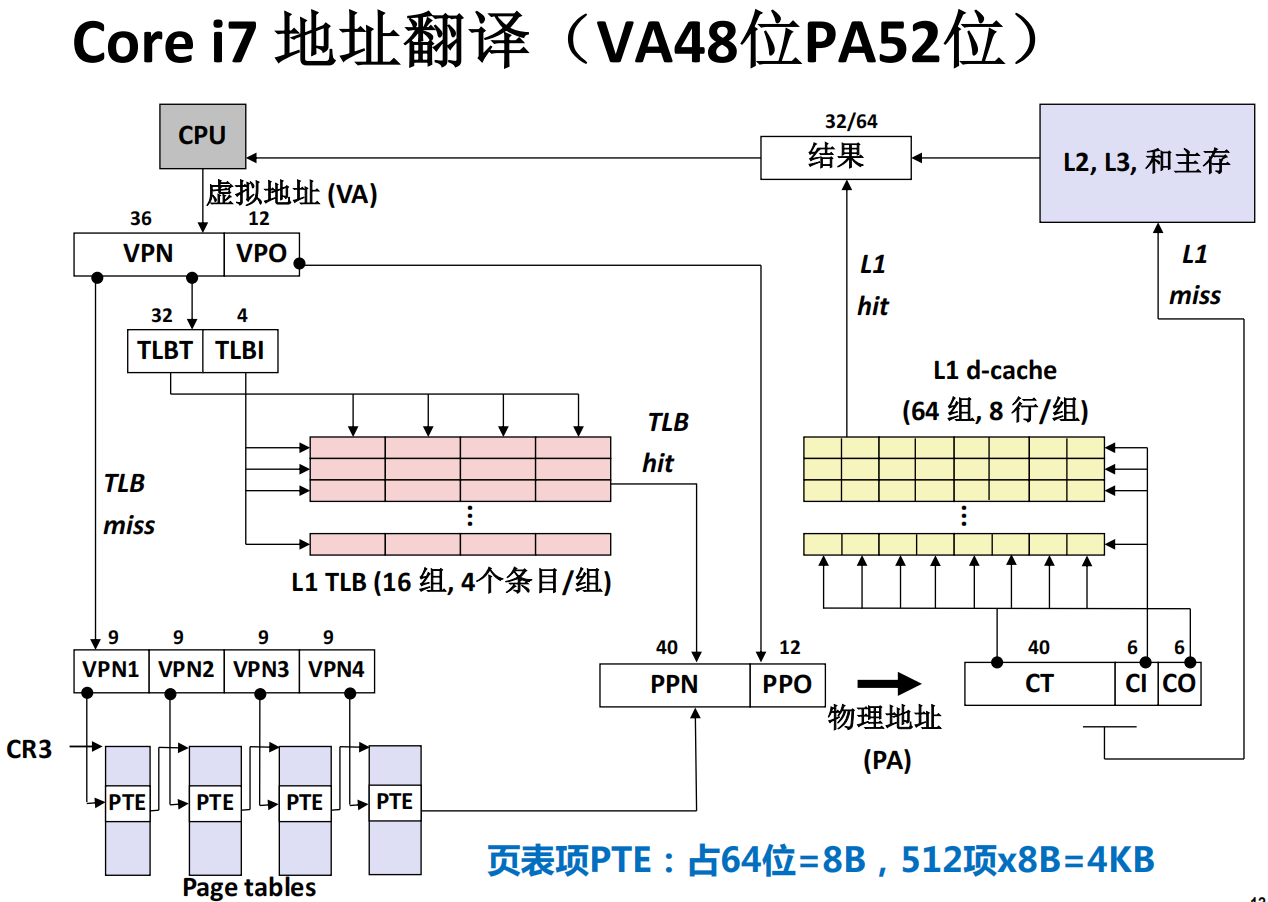 Core i7 地址翻译（VA48位PA52位）
CPU
虚拟地址 (VA)
32/64
结果
L2, L3, 和主存
36
12
VPN
VPO
L1
hit
L1
miss
32
4
TLBT
TLBI
L1 d-cache
(64 组, 8 行/组)
TLB
hit
TLB
miss
...
...
L1 TLB (16 组, 4个条目/组)
9
9
9
9
VPN1
VPN2
VPN3
VPN4
40
12
PPN
PPO
物理地址
(PA)
40
6
6
CT
CI
CO
CR3
PTE
PTE
PTE
PTE
Page tables
页表项PTE：占64位=8B，512项x8B=4KB